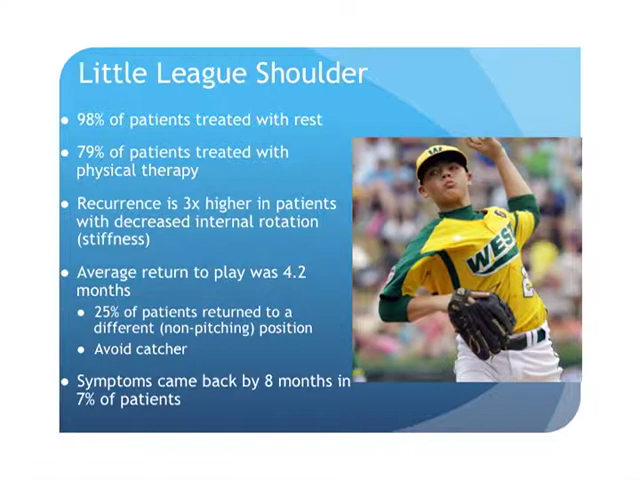 Little League Shoulder
98% of patients treated with rest
79% of patients treated with
physical therapy
Recurrence is 3x higher in patients
with decreased internal rotation
(stiffness)
Average return to play was 4.2
months
25% of patients returned to a
different (non-pitching) position
Avoid catcher
Symptoms came back by 8 months in
7% of patients
W
WEST
2